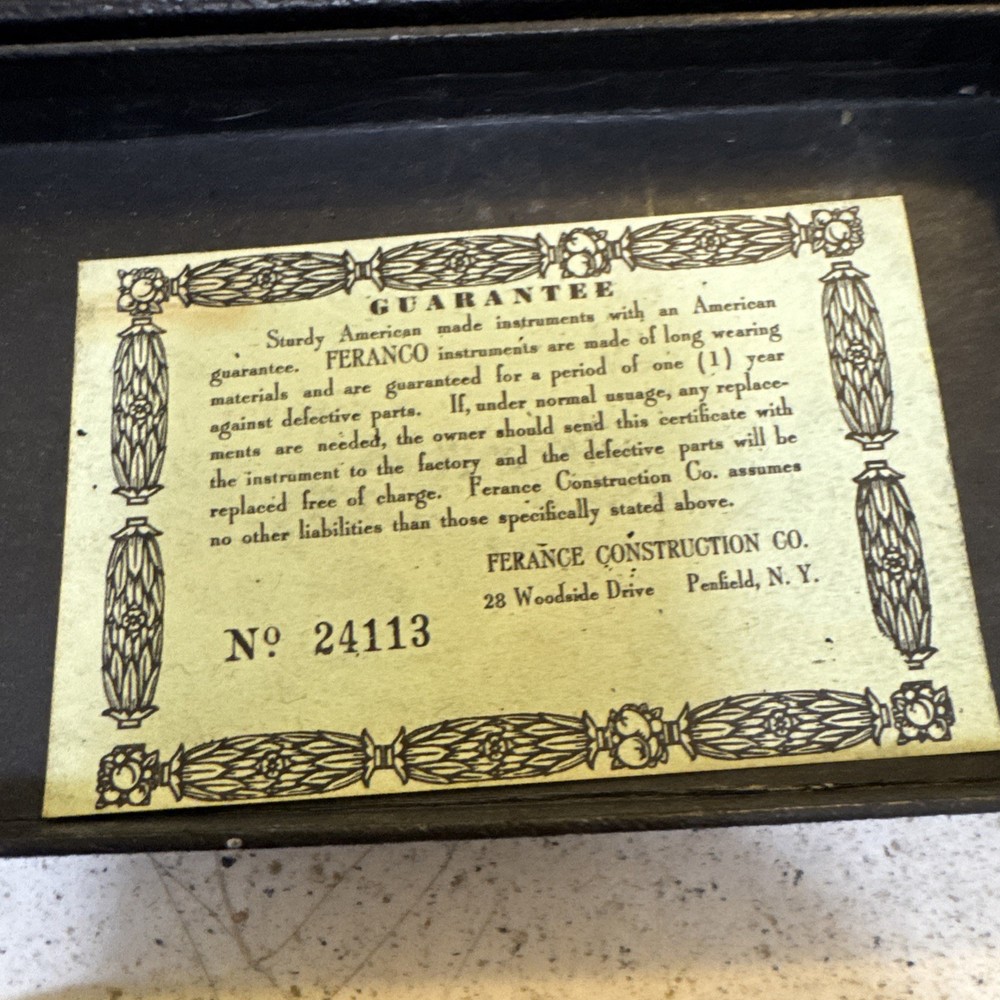 GUARANTEE
Sturdy American made instruments with an American
guarantee. FERANCO instruments are made of long wearing
materials and are guaranteed for a period of one (1) year
against defective parts. If, under normal usuage, any replace-
ments are needed, the owner should send this certificate with
the instrument to the factory and the defective parts will be
replaced free of charge. Ferance Construction Co. assumes
no other liabilities than those specifically stated above.
FERANCE CONSTRUCTION CO.
28 Woodside Drive Penfield, N. Y.
Nº 24113